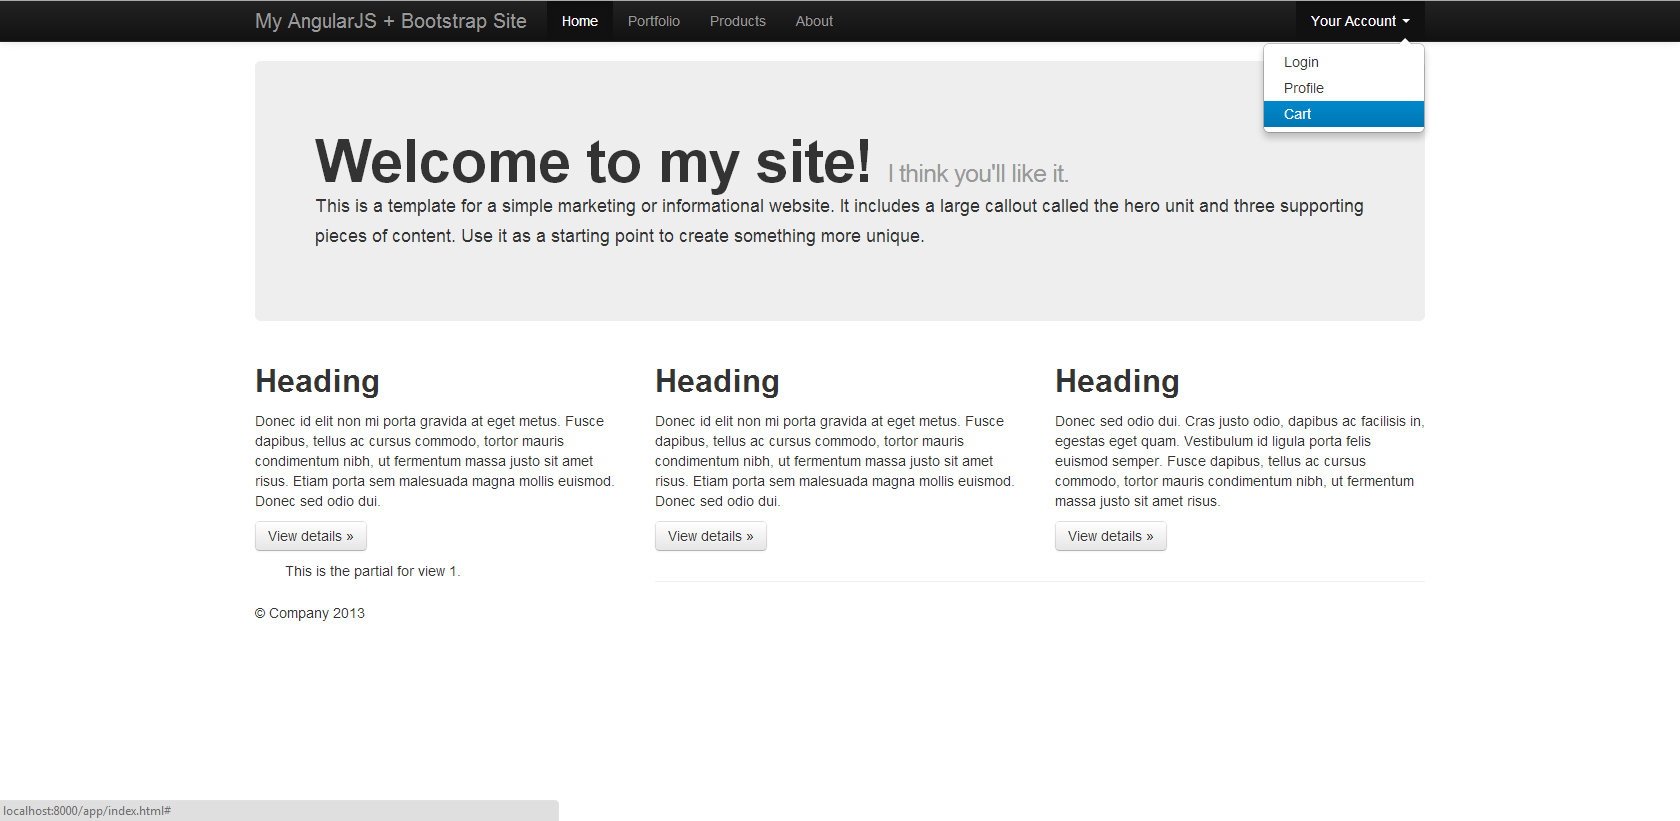 My AngularJS + Bootstrap Site Home Portfolio Products About Your Account
Login
Profile
Cart
Welcome to my site! I think you'll like it.
This is a template for a simple marketing or informational website. It includes a large callout called the hero unit and three supporting
pieces of content. Use it as a starting point to create something more unique.
Heading
Donec id elit non mi porta gravida at eget metus. Fusce
dapibus, tellus ac cursus commodo, tortor mauris
condimentum nibh, ut fermentum massa justo sit amet
risus. Etiam porta sem malesuada magna mollis euismod.
Donec sed odio dui.
View details »
Heading
Donec id elit non mi porta gravida at eget metus. Fusce
dapibus, tellus ac cursus commodo, tortor mauris
condimentum nibh, ut fermentum massa justo sit amet
risus. Etiam porta sem malesuada magna mollis euismod.
Donec sed odio dui.
View details »
Heading
Donec sed odio dui. Cras justo odio, dapibus ac facilisis in,
egestas eget quam. Vestibulum id ligula porta felis
euismod semper. Fusce dapibus, tellus ac cursus
commodo, tortor mauris condimentum nibh, ut fermentum
massa justo sit amet risus.
View details »
This is the partial for view 1.
© Company 2013
localhost:8000/app/index.html#